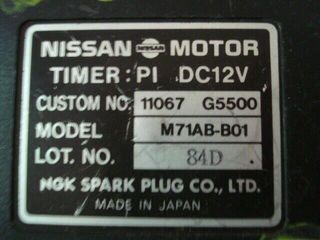 NISSAN NISSAN MOTOR
TIMER: PI DC12V
CUSTOM NO. 11067 G5500
MODEL M71AB-B01
LOT. NO. 84D
NGK SPARK PLUG CO., LTD.
MADE IN JAPAN